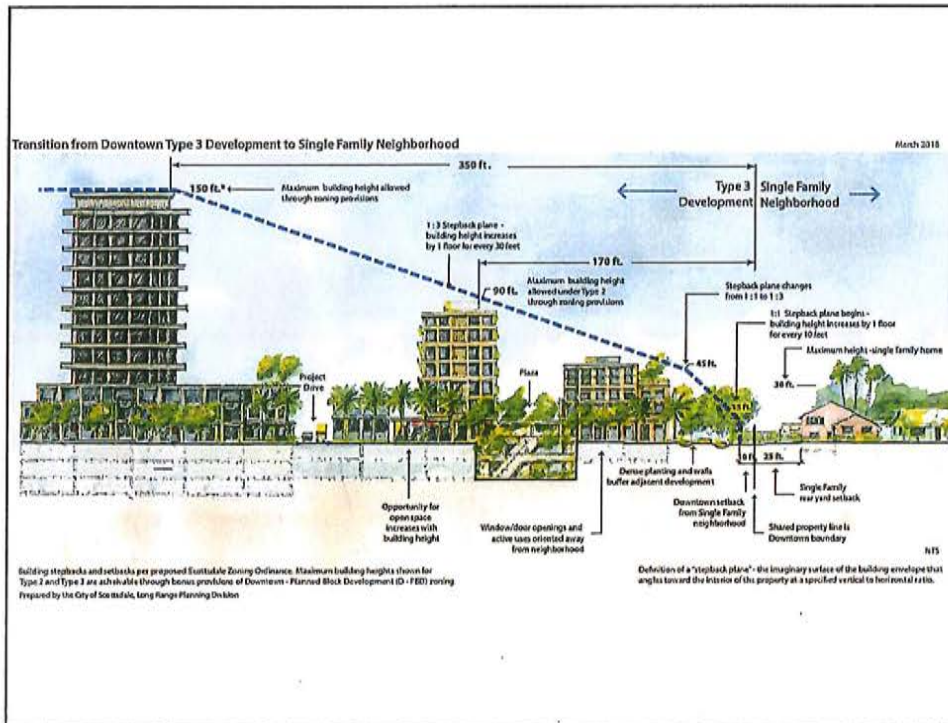 Transition from Downtown Type 3 Development to Single Family Neighborhood
March 2018
350 ft.
150 ft.*
Maximum building height allowed
through zoning provisions
Type 3
Development
Single Family
Neighborhood
1:3 Stepback plane -
building height increases
by 1 floor for every 30 feet
170 ft.
90 ft.
Maximum building height
allowed under Type 2
through zoning provisions
Stepback plane changes
from 1:1 to 1:3
1:1 Stepback plane begins -
building height increases by 1 floor
for every 10 feet
45 ft.
Maximum height -single family home
30 ft.
Project
Drive
Plaza
25 ft.
Dense planting and walls
buffer adjacent development
Single Family
rear yard setback
Opportunity for
open space
increases with
building height
Downtown setback
from Single Family
neighborhood
Window/door openings and
active uses oriented away
from neighborhood
Shared property line is
Downtown boundary
NTS
Building stepbacks and setbacks per proposed Scottsdale Zoning Ordinance. Maximum building heights shown for
Type 2 and Type 3 are achievable through bonus provisions of Downtown - Planned Block Development (D - PBD) zoning.
Prepared by the City of Scottsdale, Long Range Planning Division
Definition of a "stepback plane" - the imaginary surface of the building envelope that
angles toward the interior of the property at a specified vertical to horizontal ratio.